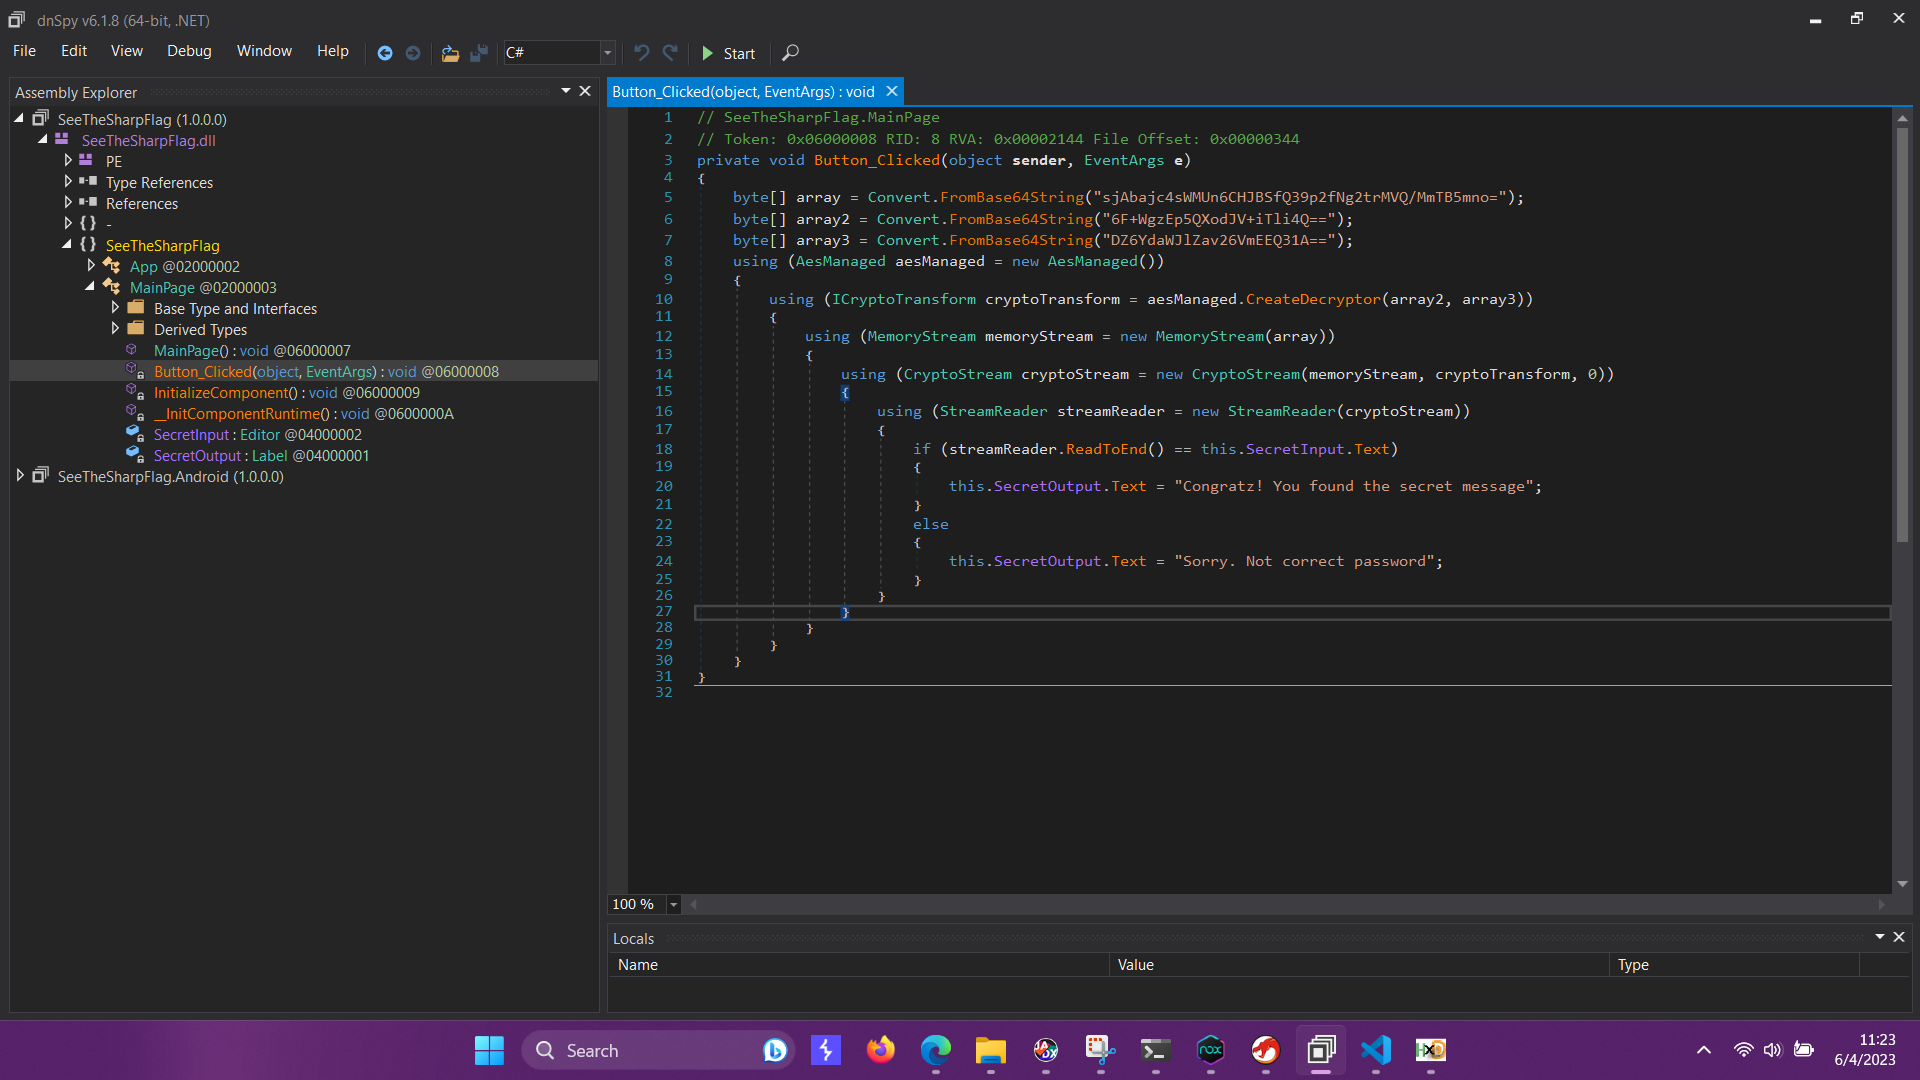 dnSpy v6.1.8 (64-bit, .NET)
File Edit View Debug Window Help C# Start
Assembly Explorer
SeeTheSharpFlag (1.0.0.0)
SeeTheSharpFlag.dll
PE
Type References
References
{ } -
{ } SeeTheSharpFlag
App @02000002
MainPage @02000003
Base Type and Interfaces
Derived Types
MainPage() : void @06000007
Button_Clicked(object, EventArgs) : void @06000008
InitializeComponent() : void @06000009
__InitComponentRuntime() : void @0600000A
SecretInput : Editor @04000002
SecretOutput : Label @04000001
SeeTheSharpFlag.Android (1.0.0.0)
Button_Clicked(object, EventArgs) : void
1 // SeeTheSharpFlag.MainPage
2 // Token: 0x06000008 RID: 8 RVA: 0x00002144 File Offset: 0x00000344
3 private void Button_Clicked(object sender, EventArgs e)
4 {
5 byte[] array = Convert.FromBase64String("sjAbajc4sWMUn6CHJBSfQ39p2fNg2trMVQ/MmTB5mno=");
6 byte[] array2 = Convert.FromBase64String("6F+WgzEp5QXodJV+iTli4Q==");
7 byte[] array3 = Convert.FromBase64String("DZ6YdaWJlZav26VmEEQ31A==");
8 using (AesManaged aesManaged = new AesManaged())
9 {
10 using (ICryptoTransform cryptoTransform = aesManaged.CreateDecryptor(array2, array3))
11 {
12 using (MemoryStream memoryStream = new MemoryStream(array))
13 {
14 using (CryptoStream cryptoStream = new CryptoStream(memoryStream, cryptoTransform, 0))
15 {
16 using (StreamReader streamReader = new StreamReader(cryptoStream))
17 {
18 if (streamReader.ReadToEnd() == this.SecretInput.Text)
19 {
20 this.SecretOutput.Text = "Congratz! You found the secret message";
21 }
22 else
23 {
24 this.SecretOutput.Text = "Sorry. Not correct password";
25 }
26 }
27 }
28 }
29 }
30 }
31 }
32
100 %
Locals
Name Value Type
Search
11:23
6/4/2023